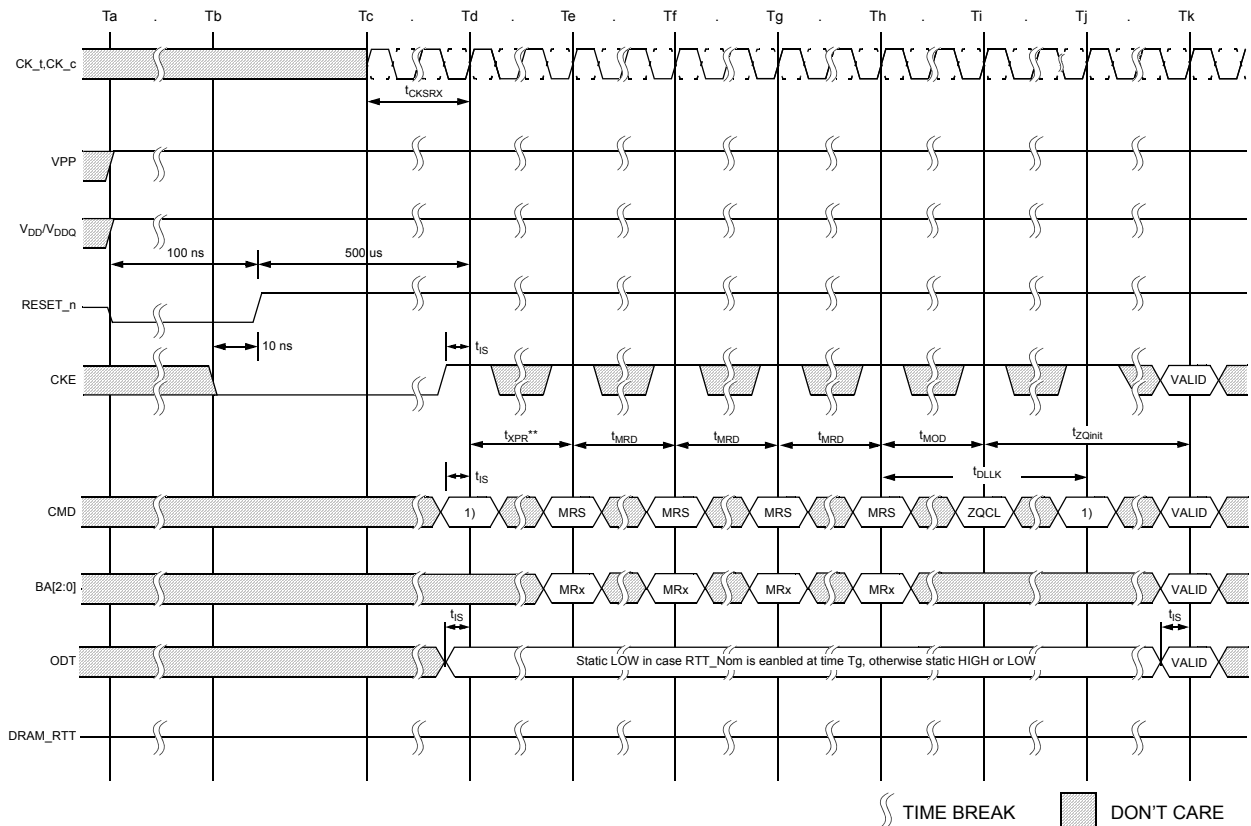 Ta . Tb . Tc . Td . Te . Tf . Tg . Th . Ti . Tj . Tk
CK_t,CK_c
tCKSRX
VPP
VDD/VDDQ
100 ns 500 us
RESET_n
10 ns tIS
CKE VALID
tXPR** tMRD tMRD tMRD tMOD tZQinit
tIS tDLLK
CMD 1) MRS MRS MRS MRS ZQCL 1) VALID
BA[2:0] MRx MRx MRx MRx VALID
tIS tIS
ODT Static LOW in case RTT_Nom is eanbled at time Tg, otherwise static HIGH or LOW VALID
DRAM_RTT
TIME BREAK DON'T CARE